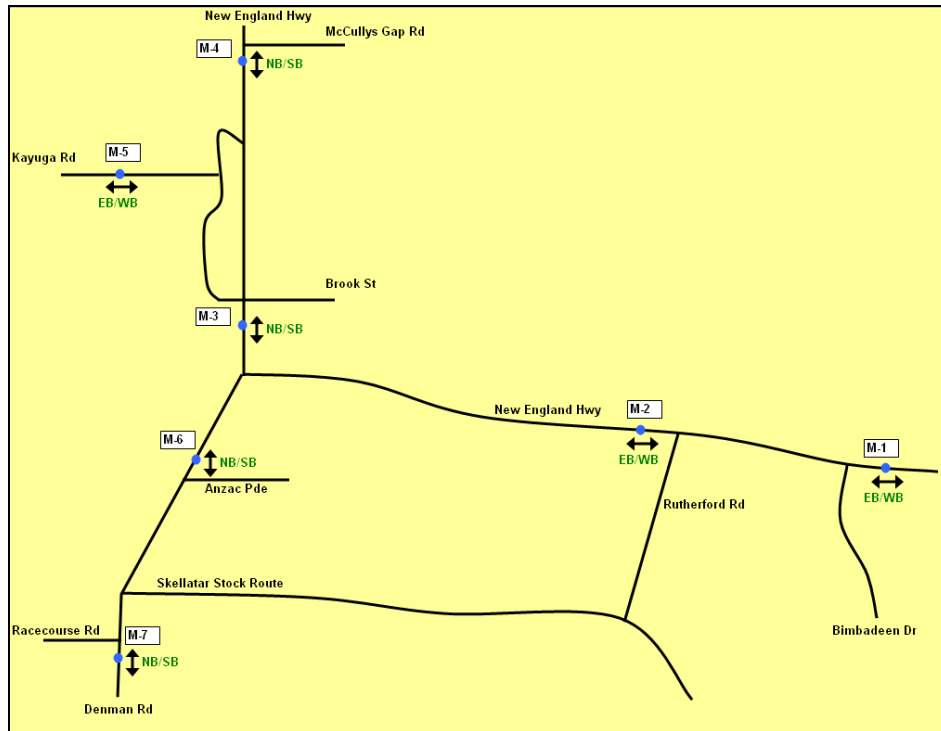 New England Hwy
McCullys Gap Rd
M-4
NB/SB
M-5
Kayuga Rd
EB/WB
Brook St
M-3
NB/SB
New England Hwy
M-2
EB/WB
M-1
EB/WB
M-6
NB/SB
Anzac Pde
Rutherford Rd
Skellatar Stock Route
Racecourse Rd
M-7
NB/SB
Bimbadeen Dr
Denman Rd